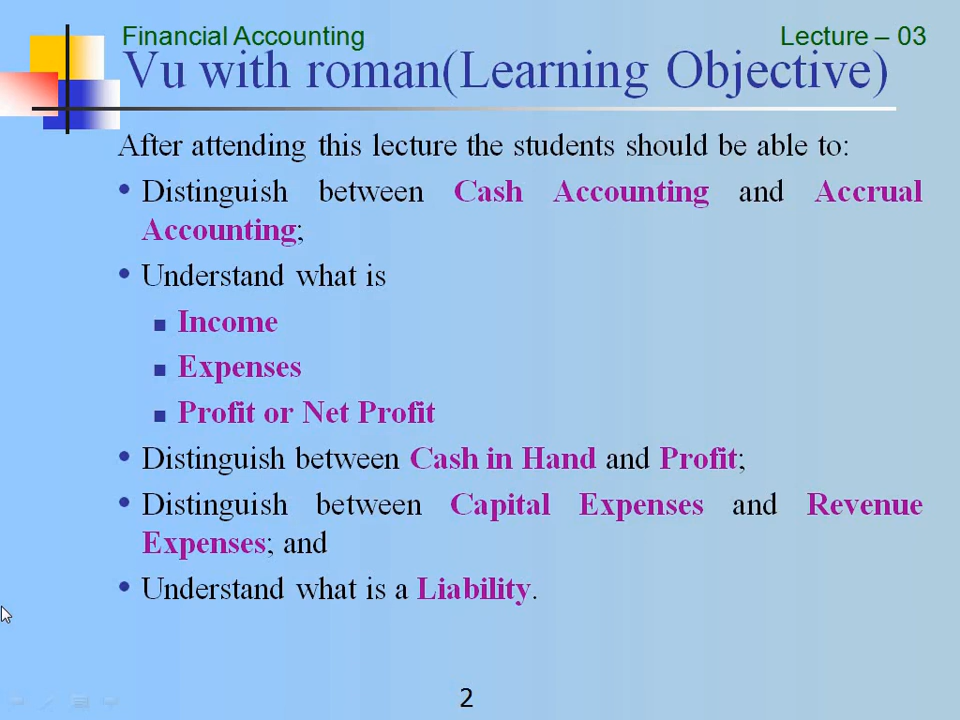 Financial Accounting Lecture – 03
Vu with roman(Learning Objective)
After attending this lecture the students should be able to:
• Distinguish between Cash Accounting and Accrual
Accounting;
• Understand what is
■ Income
■ Expenses
■ Profit or Net Profit
• Distinguish between Cash in Hand and Profit;
• Distinguish between Capital Expenses and Revenue
Expenses; and
• Understand what is a Liability.
2